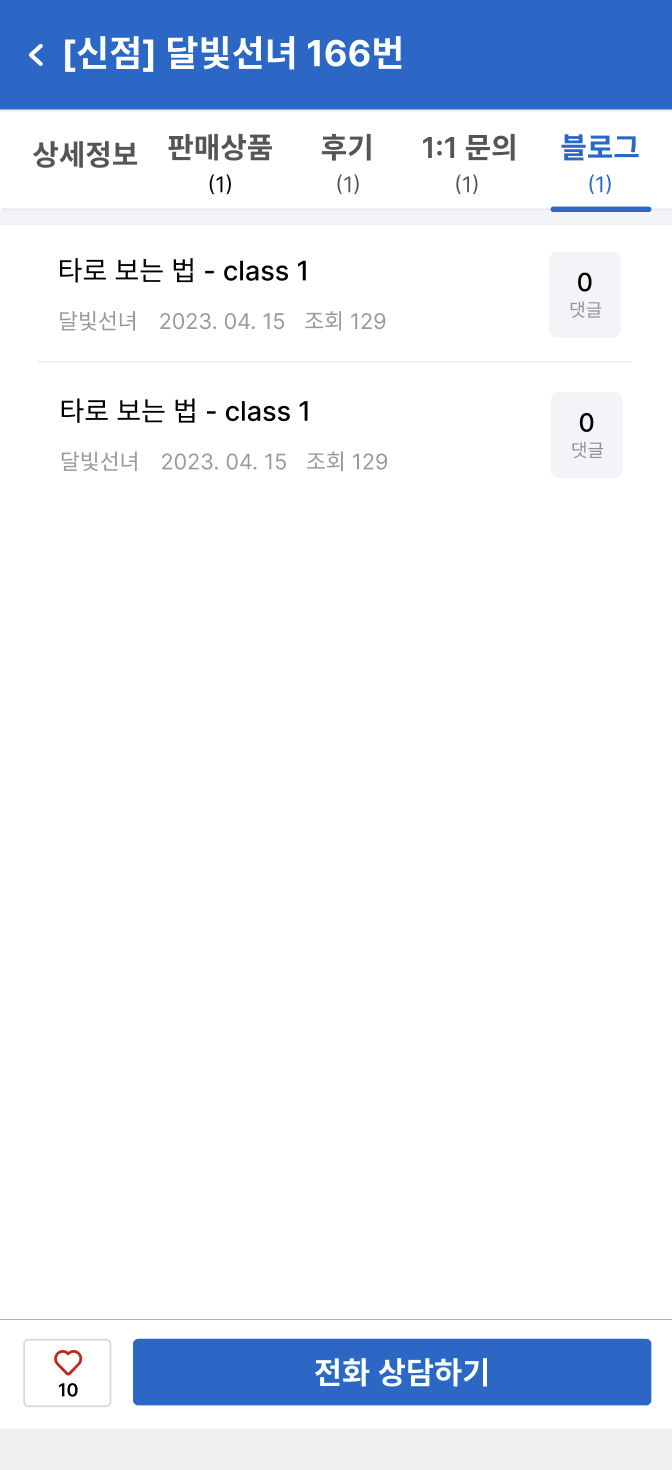 [신점] 달빛선녀 166번
상세정보 판매상품 후기 1:1 문의 블로그
(1) (1) (1) (1)
타로 보는 법 - class 1
달빛선녀 2023. 04. 15 조회 129
0
댓글
타로 보는 법 - class 1
달빛선녀 2023. 04. 15 조회 129
0
댓글
10
전화 상담하기